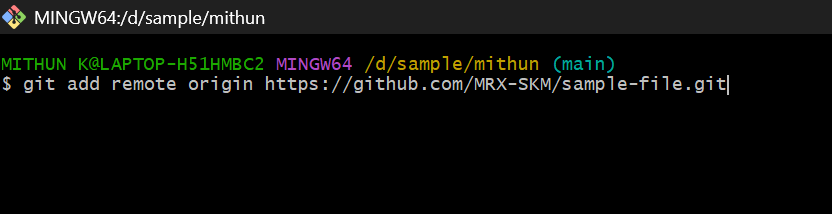 MINGW64:/d/sample/mithun
MITHUN K@LAPTOP-H51HMBC2 MINGW64 /d/sample/mithun (main)
$ git add remote origin https://github.com/MRX-SKM/sample-file.git